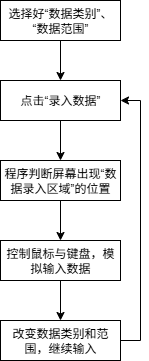 选择好“数据类别”、
“数据范围”
点击“录入数据”
程序判断屏幕出现“数
据录入区域”的位置
控制鼠标与键盘，模
拟输入数据
改变数据类别和范
围，继续输入